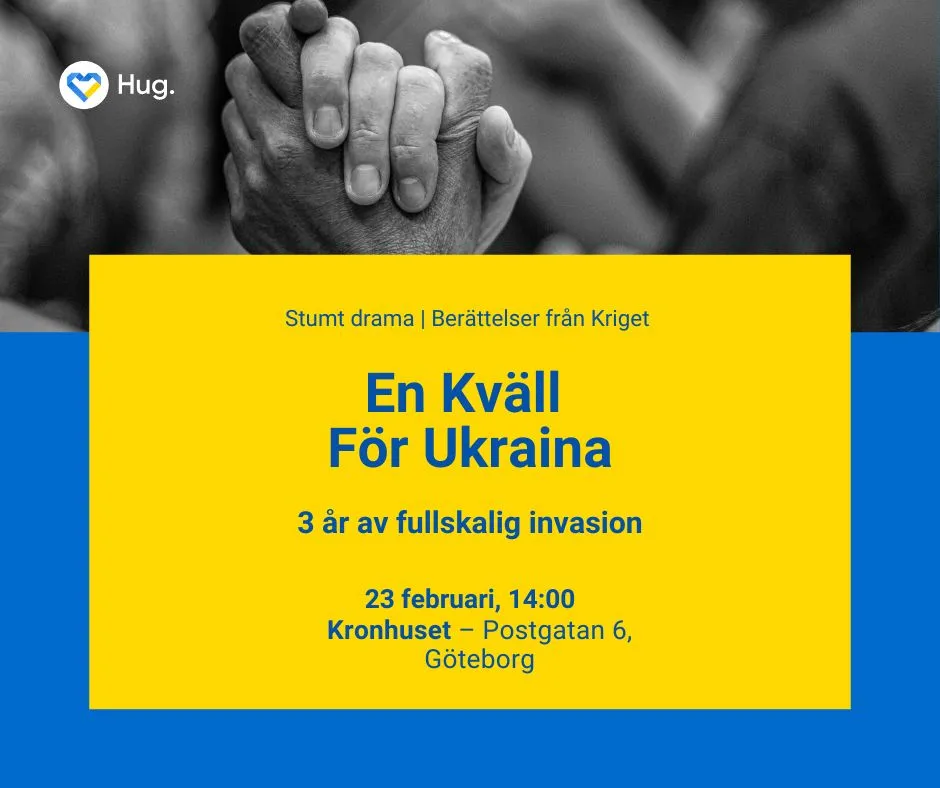 Hug.
Stumt drama | Berättelser från Kriget
En Kväll
För Ukraina
3 år av fullskalig invasion
23 februari, 14:00
Kronhuset – Postgatan 6,
Göteborg